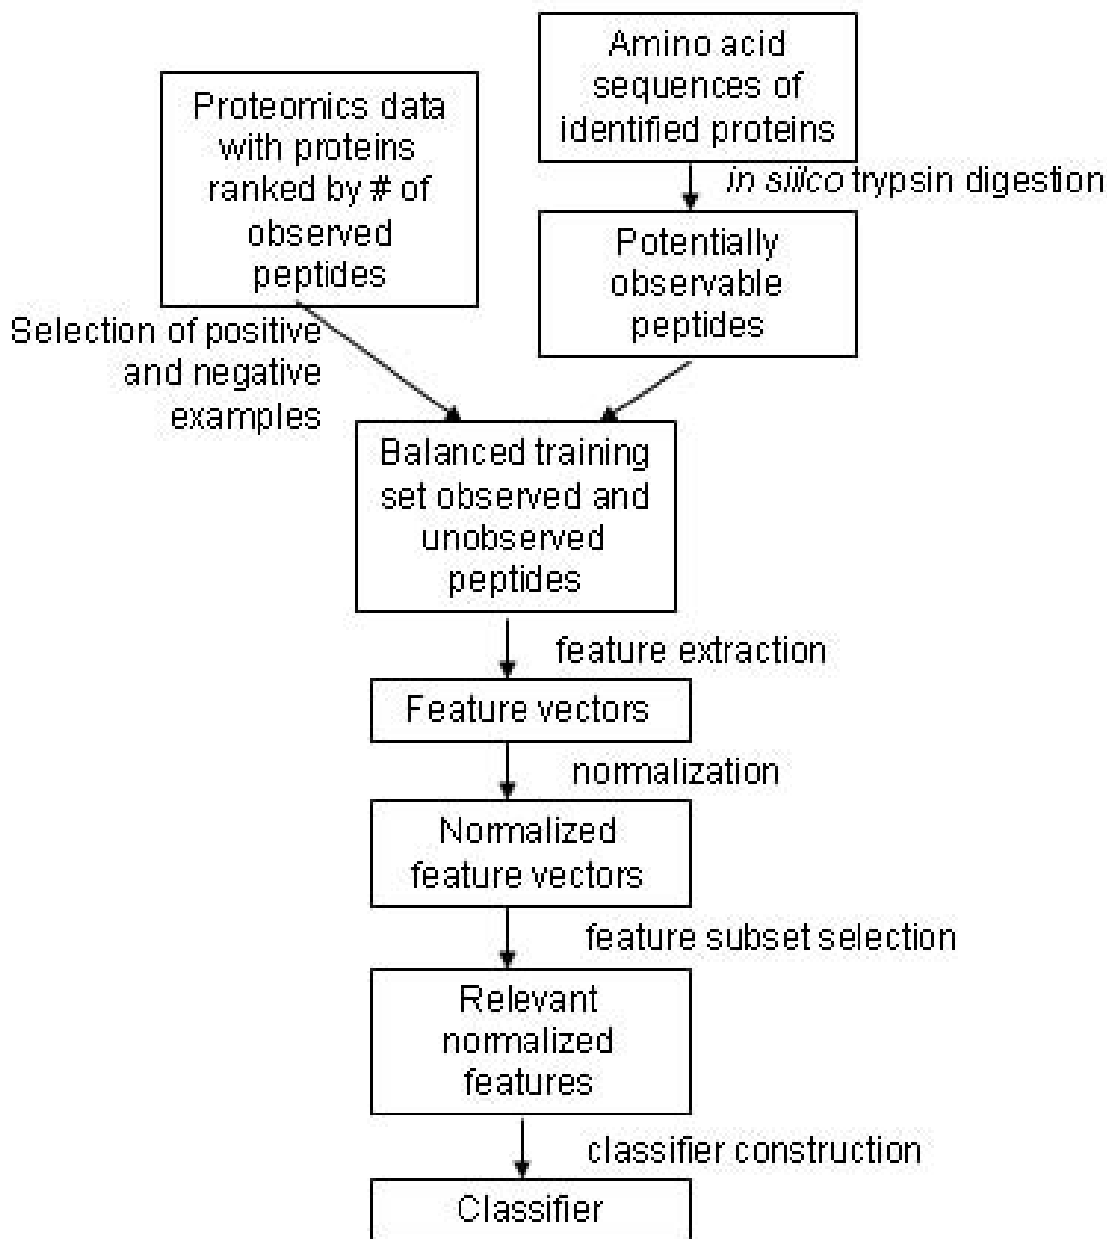 Amino acid
sequences of
identified proteins
Proteomics data
with proteins
ranked by # of
observed
peptides
in silico trypsin digestion
Potentially
observable
peptides
Selection of positive
and negative
examples
Balanced training
set observed and
unobserved
peptides
feature extraction
Feature vectors
normalization
Normalized
feature vectors
feature subset selection
Relevant
normalized
features
classifier construction
Classifier